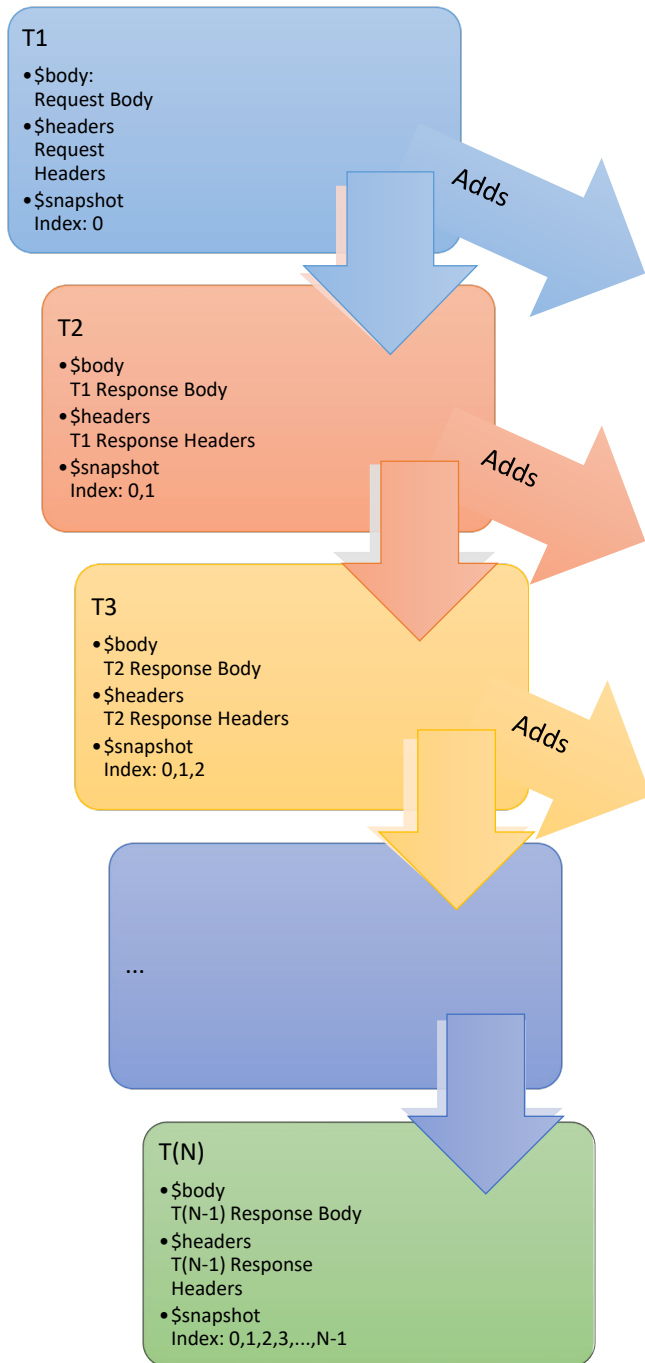 T1
•$body:
Request Body
•$headers
Request
Headers
•$snapshot
Index: 0
Adds
T2
•$body
T1 Response Body
•$headers
T1 Response Headers
•$snapshot
Index: 0,1
Adds
T3
•$body
T2 Response Body
•$headers
T2 Response Headers
•$snapshot
Index: 0,1,2
Adds
...
T(N)
•$body
T(N-1) Response Body
•$headers
T(N-1) Response
Headers
•$snapshot
Index: 0,1,2,3,...,N-1